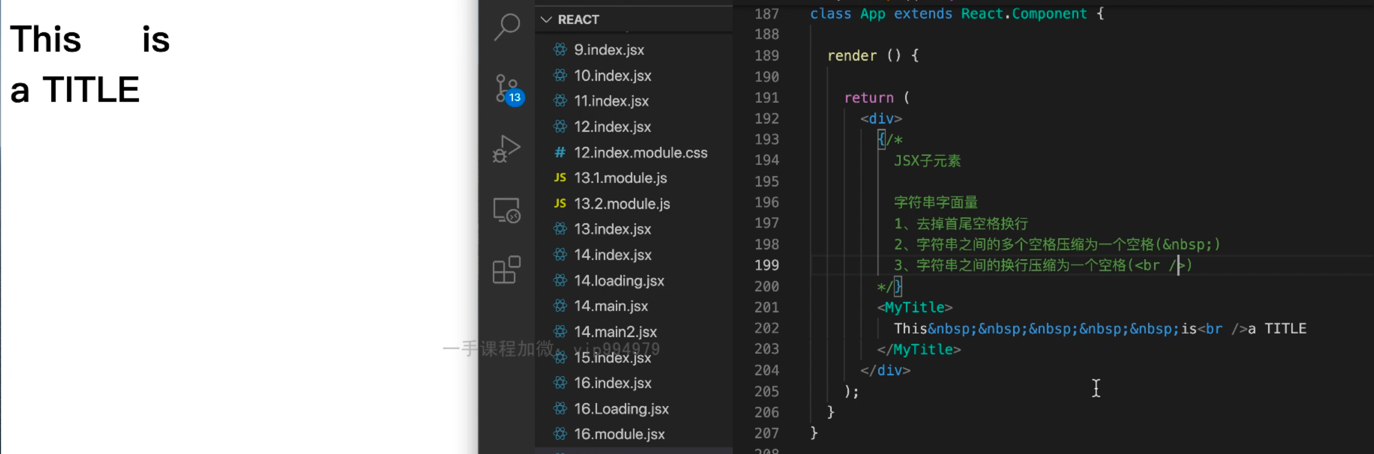 This      is
a TITLE
13
REACT
9.index.jsx
10.index.jsx
11.index.jsx
12.index.jsx
# 12.index.module.css
JS 13.1.module.js
JS 13.2.module.js
13.index.jsx
14.index.jsx
14.loading.jsx
14.main.jsx
14.main2.jsx
15.index.jsx
16.index.jsx
16.Loading.jsx
16.module.jsx
一手课程加微：vip994979
187 class App extends React.Component {
188
189   render () {
190
191     return (
192       <div>
193         {/*
194           JSX子元素
195
196           字符串字面量
197           1、去掉首尾空格换行
198           2、字符串之间的多个空格压缩为一个空格(&nbsp;)
199           3、字符串之间的换行压缩为一个空格(<br />)
200         */}
201         <MyTitle>
202           This&nbsp;&nbsp;&nbsp;&nbsp;&nbsp;is<br />a TITLE
203         </MyTitle>
204       </div>
205     );
206   }
207 }
208